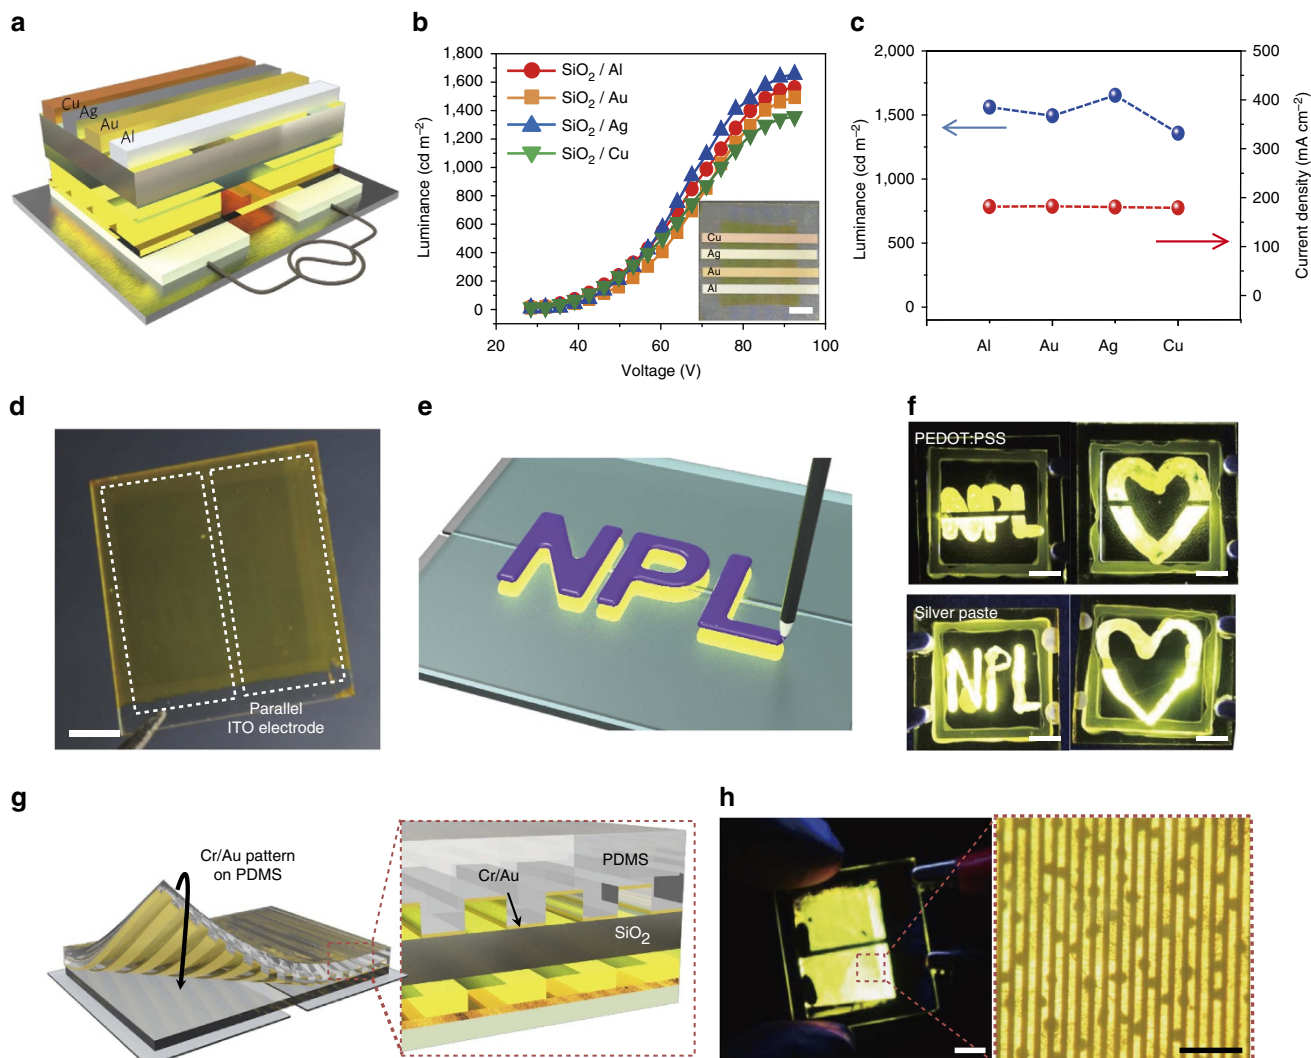 a
Cu
Ag
Au
Al
b
1,800
1,600
1,400
1,200
1,000
800
600
400
200
0
Luminance (cd m⁻²)
SiO₂ / Al
SiO₂ / Au
SiO₂ / Ag
SiO₂ / Cu
Cu
Ag
Au
Al
20
40
60
80
100
Voltage (V)
c
2,000
1,500
1,000
500
0
Luminance (cd m⁻²)
500
400
300
200
100
0
Current density (mA cm⁻²)
Al
Au
Ag
Cu
d
Parallel
ITO electrode
e
NPL
f
PEDOT:PSS
NPL
Silver paste
NPL
g
Cr/Au pattern
on PDMS
PDMS
Cr/Au
SiO₂
h